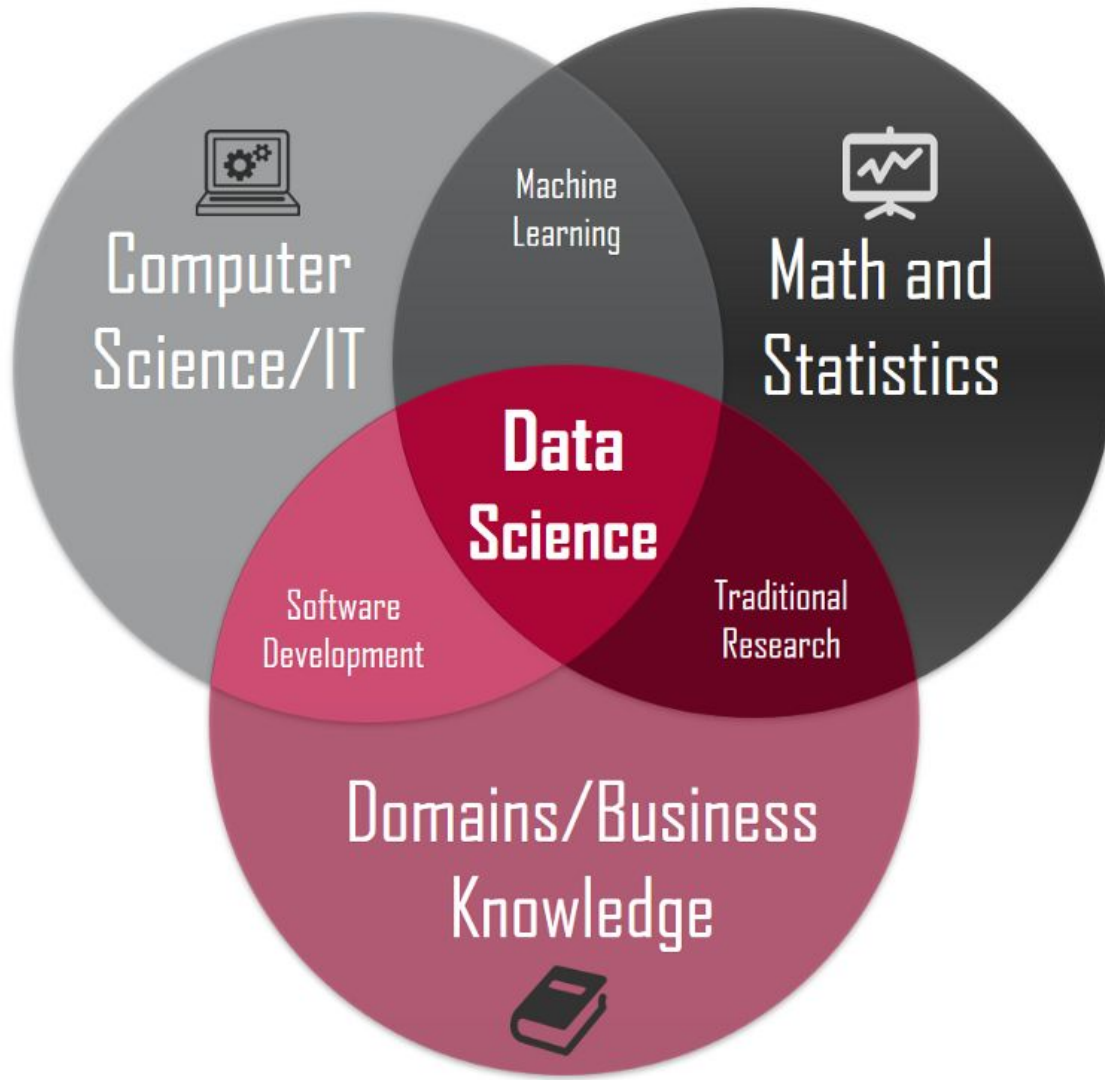 Machine
Learning
Computer
Science/IT
Math and
Statistics
Data
Science
Software
Development
Traditional
Research
Domains/Business
Knowledge